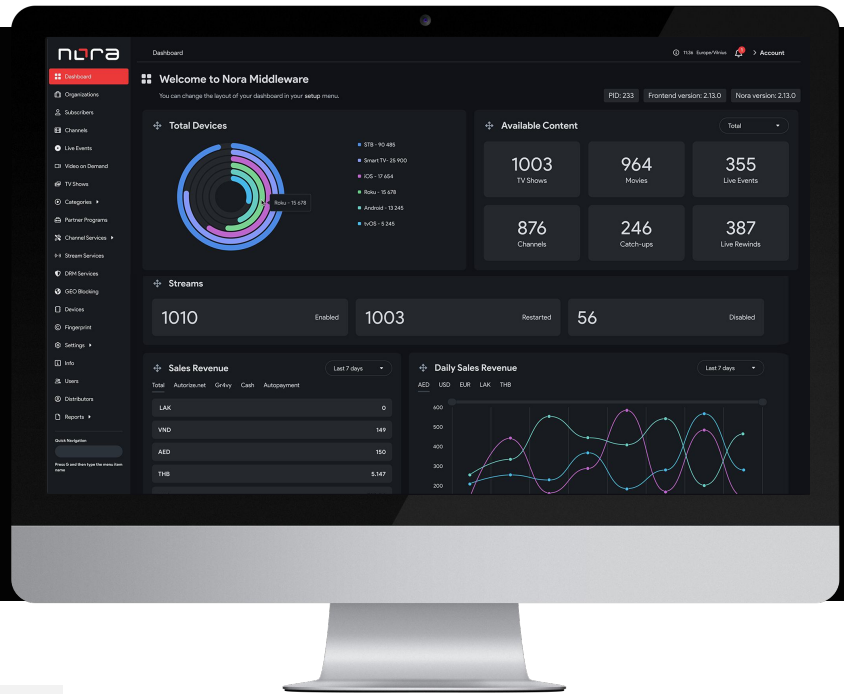 nora
Dashboard
11:36 Europe/Vilnius
Account
Dashboard
Organizations
Subscribers
Channels
Live Events
Video on Demand
TV Shows
Categories
Partner Programs
Channel Services
Stream Services
DRM Services
GEO Blocking
Devices
Fingerprint
Settings
Info
Users
Distributors
Reports
Quick Navigation
Press G and then type the menu item
name
Welcome to Nora Middleware
You can change the layout of your dashboard in your setup menu.
PID: 233
Frontend version: 2.13.0
Nora version: 2.13.0
Total Devices
STB - 90 485
Smart TV- 25 900
iOS - 17 654
Roku - 15 678
Android - 13 245
tvOS - 5 245
Roku - 15 678
Available Content
Total
1003
TV Shows
964
Movies
355
Live Events
876
Channels
246
Catch-ups
387
Live Rewinds
Streams
1010 Enabled
1003 Restarted
56 Disabled
Sales Revenue
Last 7 days
Total Autorize.net Gr4vy Cash Autopayment
LAK 0
VND 149
AED 150
THB 5.147
Daily Sales Revenue
Last 7 days
AED USD EUR LAK THB
600
500
400
300
200